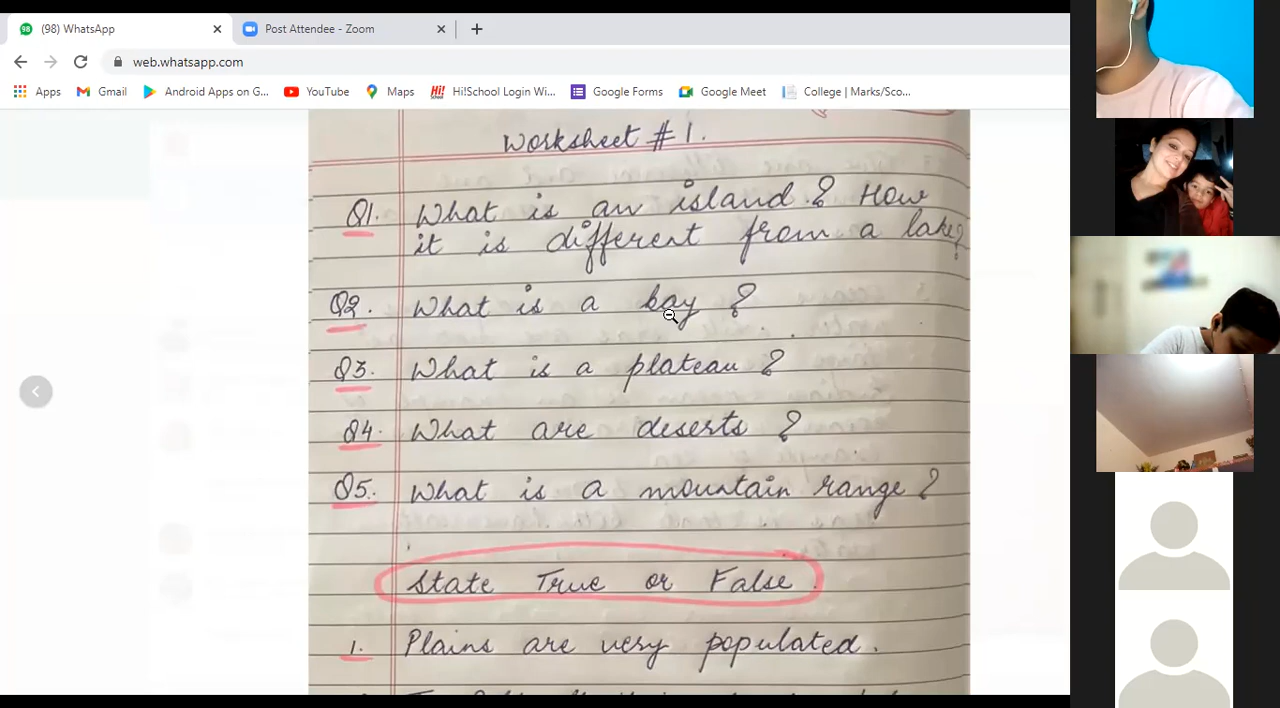 (98) WhatsApp
Post Attendee - Zoom
web.whatsapp.com
Apps
Gmail
Android Apps on G...
YouTube
Maps
Hi!School Login Wi...
Google Forms
Google Meet
College | Marks/Sco...
Worksheet #1.
Q1. What is an island? How
it is different from a lake?
Q2. What is a bay?
Q3. What is a plateau?
Q4. What are deserts?
Q5. What is a mountain range?
State True or False.
1. Plains are very populated.